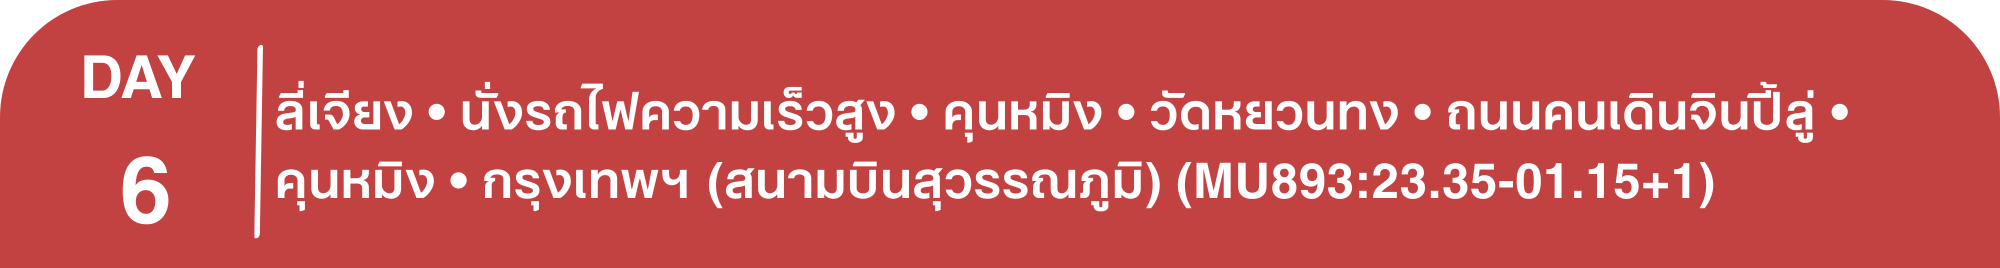 DAY
6
ลี่เจียง • นั่งรถไฟความเร็วสูง • คุนหมิง • วัดหยวนทง • ถนนคนเดินจินปี้ลู่ •
คุนหมิง • กรุงเทพฯ (สนามบินสุวรรณภูมิ) (MU893:23.35-01.15+1)